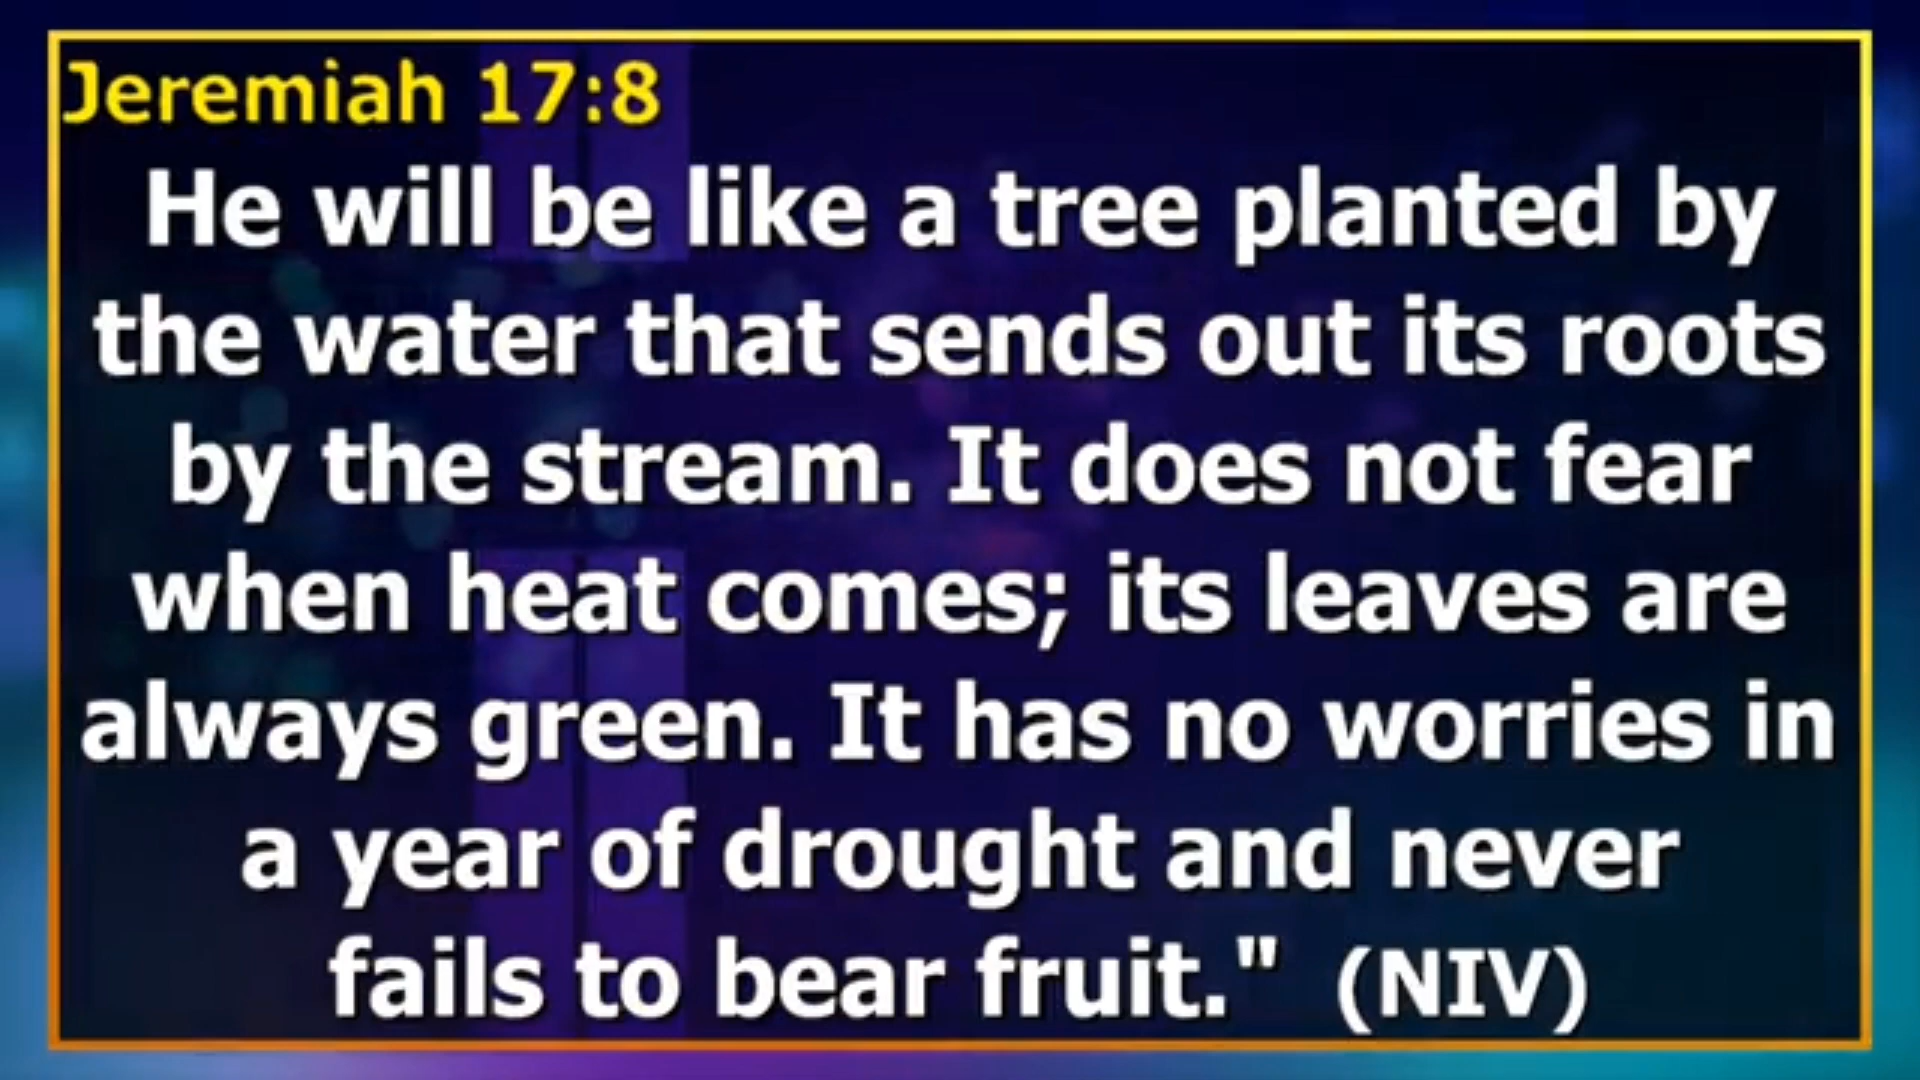 Jeremiah 17:8
He will be like a tree planted by
the water that sends out its roots
by the stream. It does not fear
when heat comes; its leaves are
always green. It has no worries in
a year of drought and never
fails to bear fruit." (NIV)